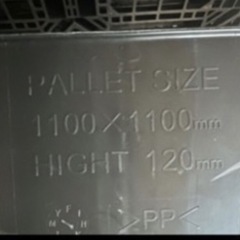 PALLET SIZE
1100×1100mm
HIGHT 120mm
>PP<